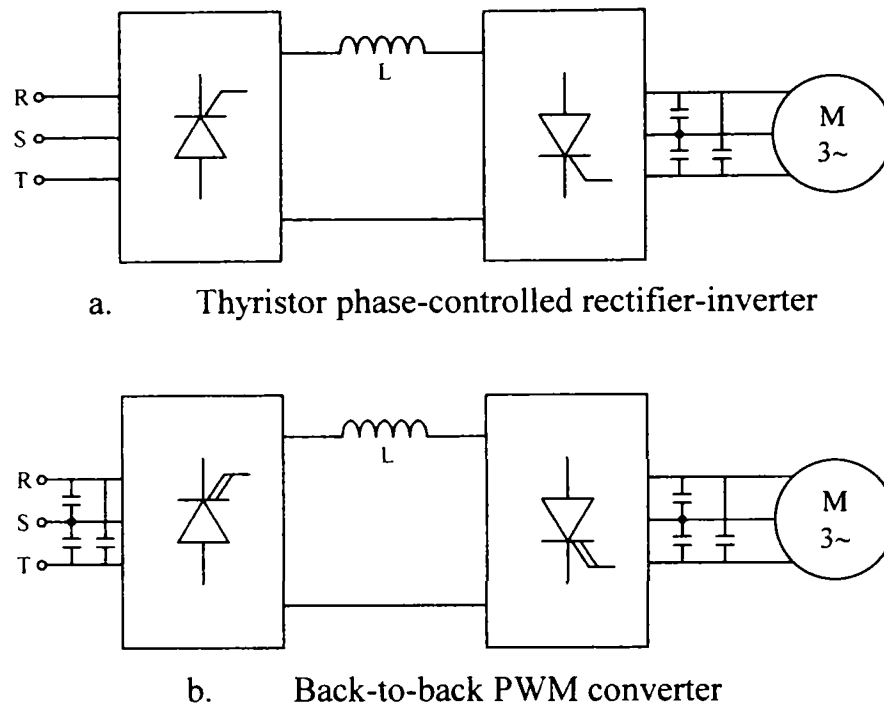 R
S
T
L
M
3~
a. Thyristor phase-controlled rectifier-inverter
R
S
T
L
M
3~
b. Back-to-back PWM converter